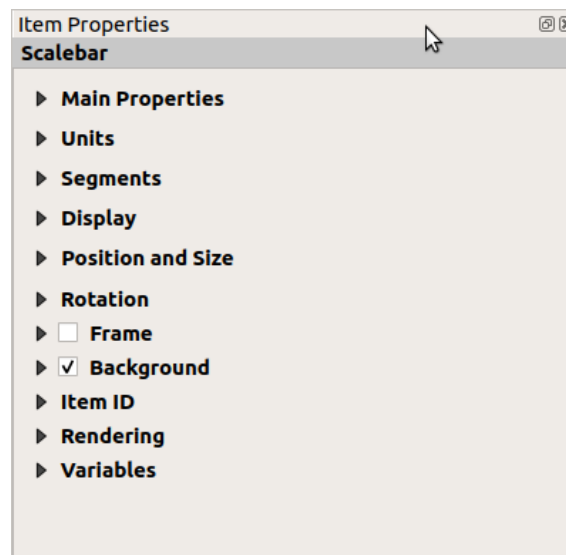 Item Properties
Scalebar
Main Properties
Units
Segments
Display
Position and Size
Rotation
Frame
Background
Item ID
Rendering
Variables